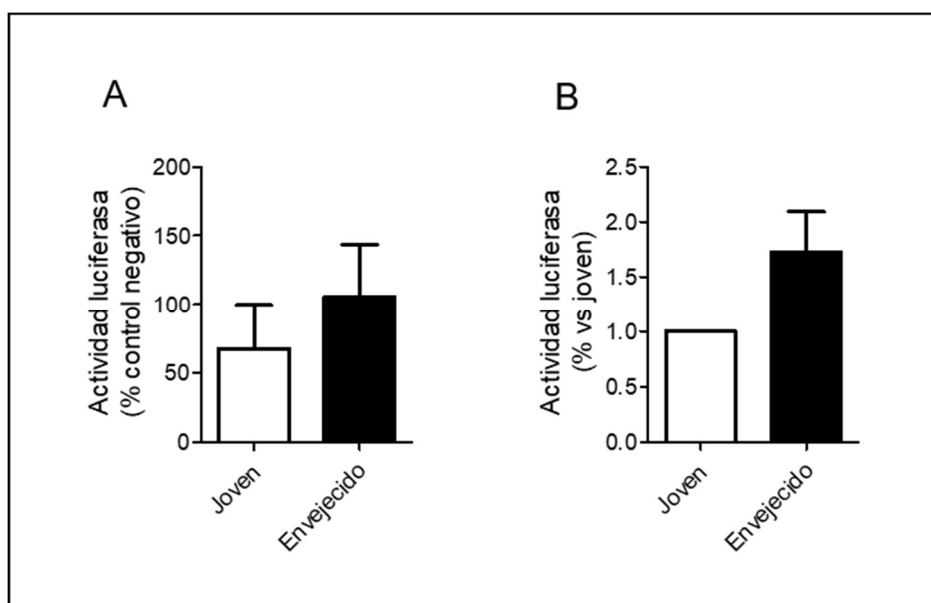 A
Actividad luciferasa
(% control negativo)
200
150
100
50
0
Joven
Envejecido
B
Actividad luciferasa
(% vs joven)
2.5
2.0
1.5
1.0
0.5
0.0
Joven
Envejecido